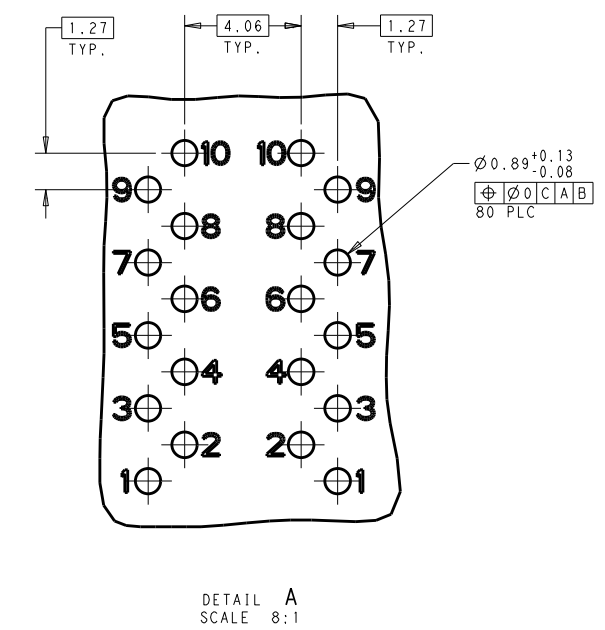 1.27 4.06 1.27
TYP. TYP. TYP.
10 10
Ø0.89 +0.13
-0.08
9 9
⌖ Ø0 C A B
80 PLC
8 8
7 7
6 6
5 5
4 4
3 3
2 2
1 1
DETAIL A
SCALE 8:1